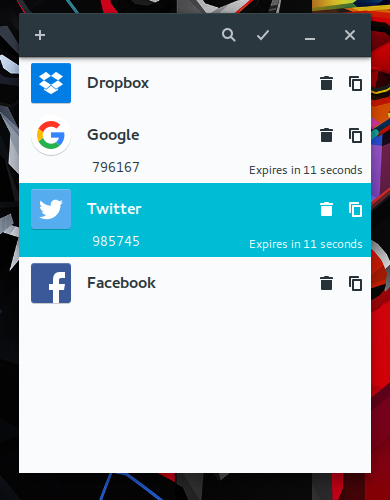 Dropbox
Google
796167 Expires in 11 seconds
Twitter
985745 Expires in 11 seconds
Facebook